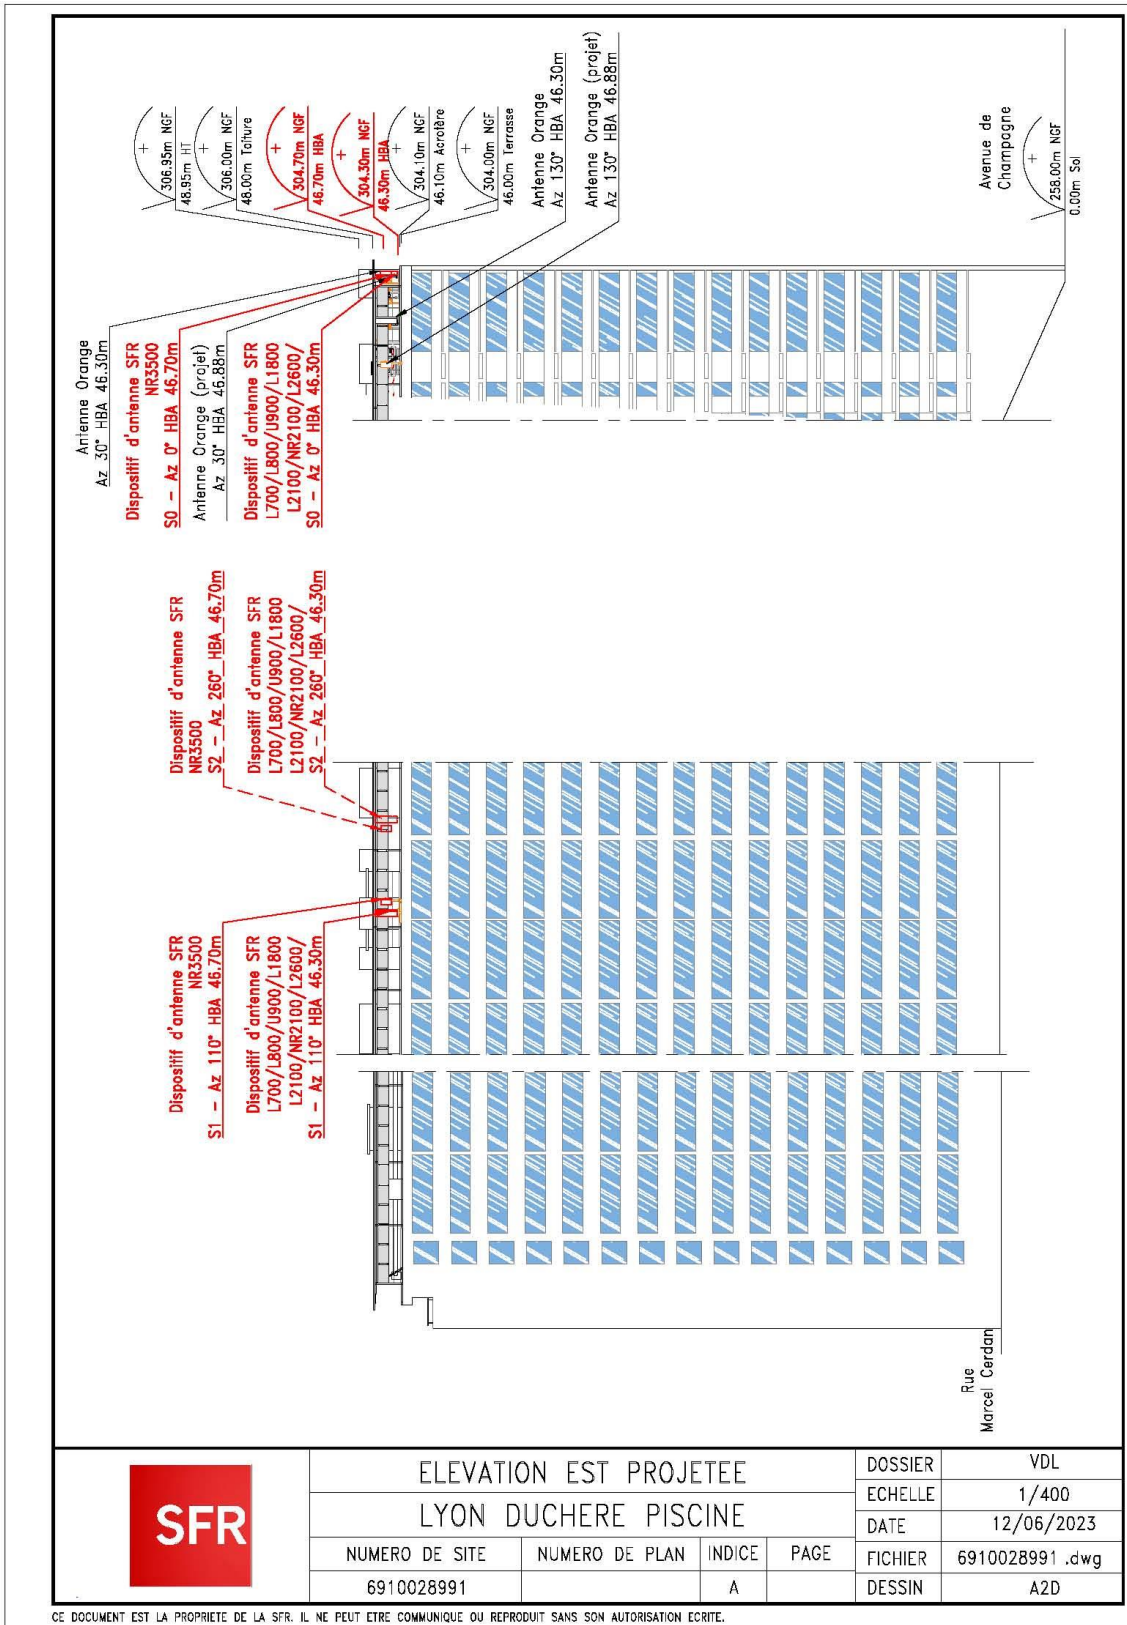 Antenne Orange
Az 30° HBA 46.30m
Dispositif d'antenne SFR
NR3500
S0 - Az 0° HBA 46.70m
Antenne Orange (projet)
Az 30° HBA 46.88m
Dispositif d'antenne SFR
L700/L800/U900/L1800
L2100/NR2100/L2600/
S0 - Az 0° HBA 46.30m
306.95m NGF
48.95m HT
306.00m NGF
48.00m Toiture
304.70m NGF
46.70m HBA
304.30m NGF
46.30m HBA
304.10m NGF
46.10m Acrotère
304.00m NGF
46.00m Terrasse
Antenne Orange
Az 130° HBA 46.30m
Antenne Orange (projet)
Az 130° HBA 46.88m
Avenue de
Champagne
258.00m NGF
0.00m Sol
Dispositif d'antenne SFR
NR3500
S2 - Az 260° HBA 46.70m
Dispositif d'antenne SFR
L700/L800/U900/L1800
L2100/NR2100/L2600/
S2 - Az 260° HBA 46.30m
Dispositif d'antenne SFR
NR3500
S1 - Az 110° HBA 46.70m
Dispositif d'antenne SFR
L700/L800/U900/L1800
L2100/NR2100/L2600/
S1 - Az 110° HBA 46.30m
Rue
Marcel Cerdan
SFR
ELEVATION EST PROJETEE
LYON DUCHERE PISCINE
NUMERO DE SITE
NUMERO DE PLAN
INDICE
PAGE
6910028991
A
DOSSIER
VDL
ECHELLE
1/400
DATE
12/06/2023
FICHIER
6910028991 .dwg
DESSIN
A2D
CE DOCUMENT EST LA PROPRIETE DE LA SFR. IL NE PEUT ETRE COMMUNIQUE OU REPRODUIT SANS SON AUTORISATION ECRITE.